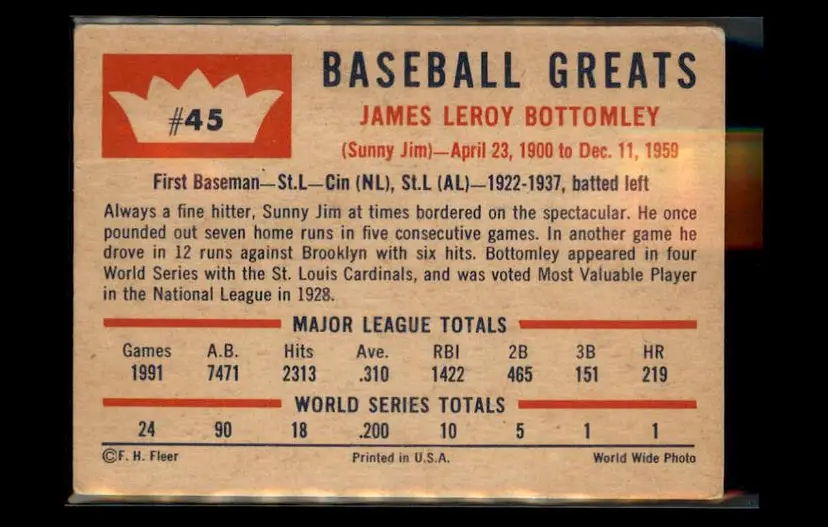 BASEBALL GREATS
#45
JAMES LEROY BOTTOMLEY
(Sunny Jim)—April 23, 1900 to Dec. 11, 1959
First Baseman—St.L—Cin (NL), St.L (AL)—1922-1937, batted left
Always a fine hitter, Sunny Jim at times bordered on the spectacular. He once
pounded out seven home runs in five consecutive games. In another game he
drove in 12 runs against Brooklyn with six hits. Bottomley appeared in four
World Series with the St. Louis Cardinals, and was voted Most Valuable Player
in the National League in 1928.
MAJOR LEAGUE TOTALS
Games A.B. Hits Ave. RBI 2B 3B HR
1991 7471 2313 .310 1422 465 151 219
WORLD SERIES TOTALS
24 90 18 .200 10 5 1 1
©F. H. Fleer Printed in U.S.A. World Wide Photo